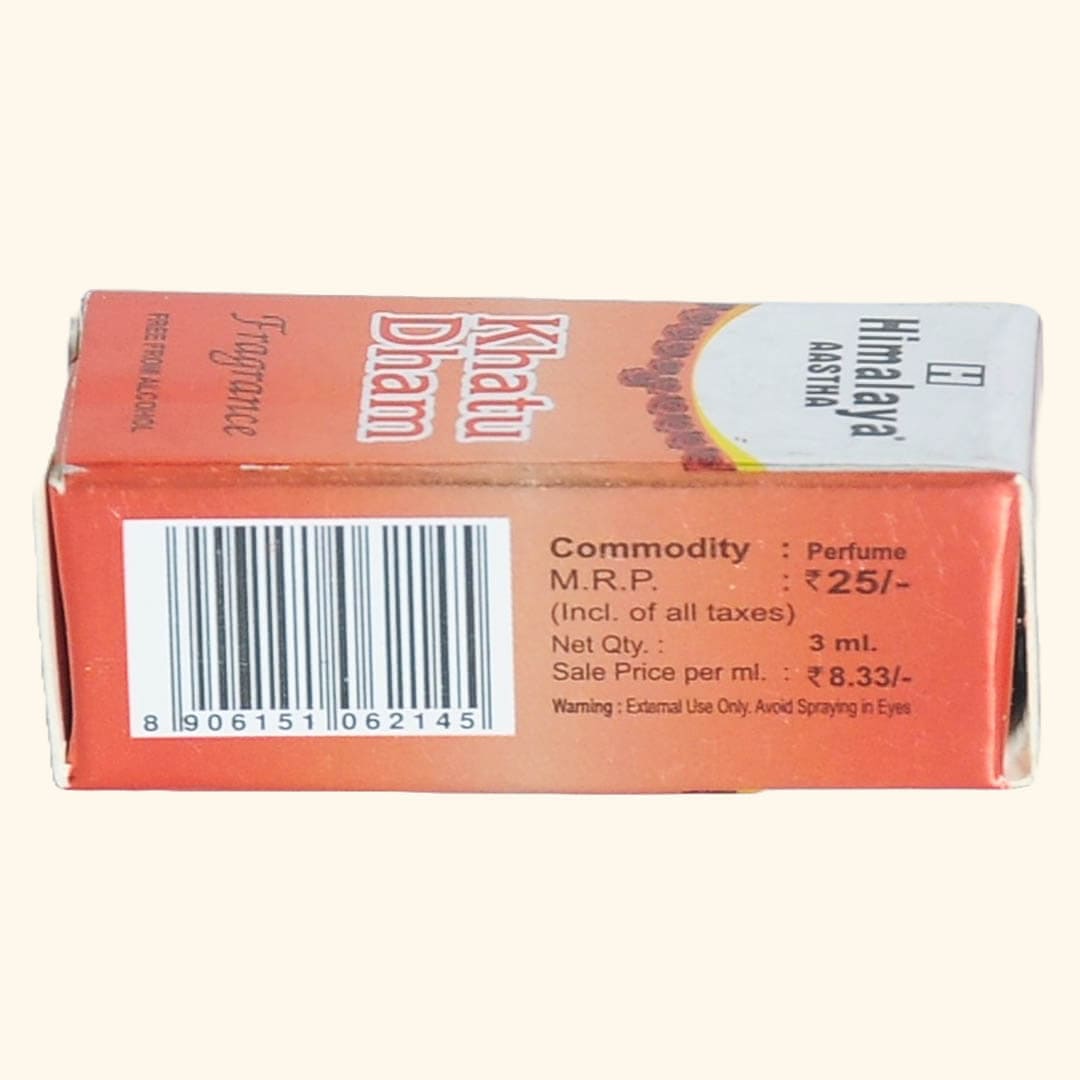 H
Himalaya
AASTHA
Khatu
Dham
Fragrance
FREE FROM ALCOHOL
Commodity : Perfume
M.R.P. : ₹25/-
(Incl. of all taxes)
Net Qty. : 3 ml.
Sale Price per ml. : ₹8.33/-
Warning : External Use Only. Avoid Spraying in Eyes
8 906151 062145